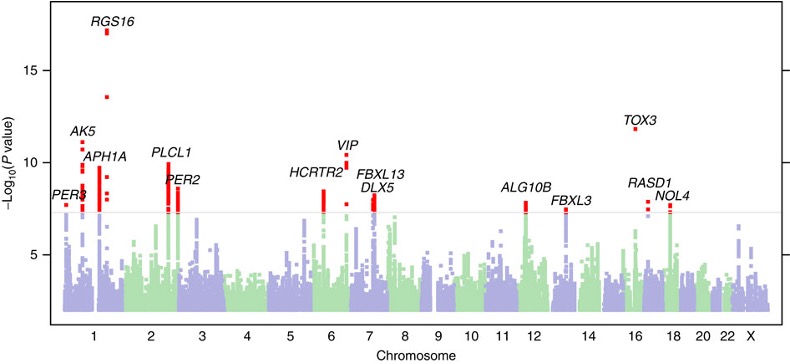 RGS16
15
TOX3
AK5
VIP
APH1A
PLCL1
10
HCRTR2
FBXL13
PER2
DLX5
RASD1
ALG10B
PER3
NOL4
FBXL3
5
−Log10(P value)
1 2 3 4 5 6 7 8 9 10 11 12 14 16 18 20 22 X
Chromosome